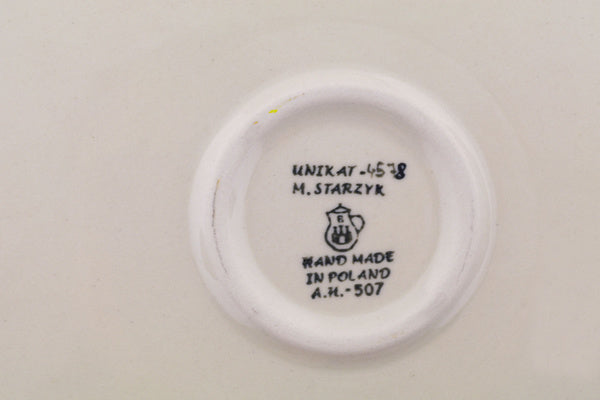 UNIKAT-4578
M. STARZYK
E
HAND MADE
IN POLAND
A.H.-507